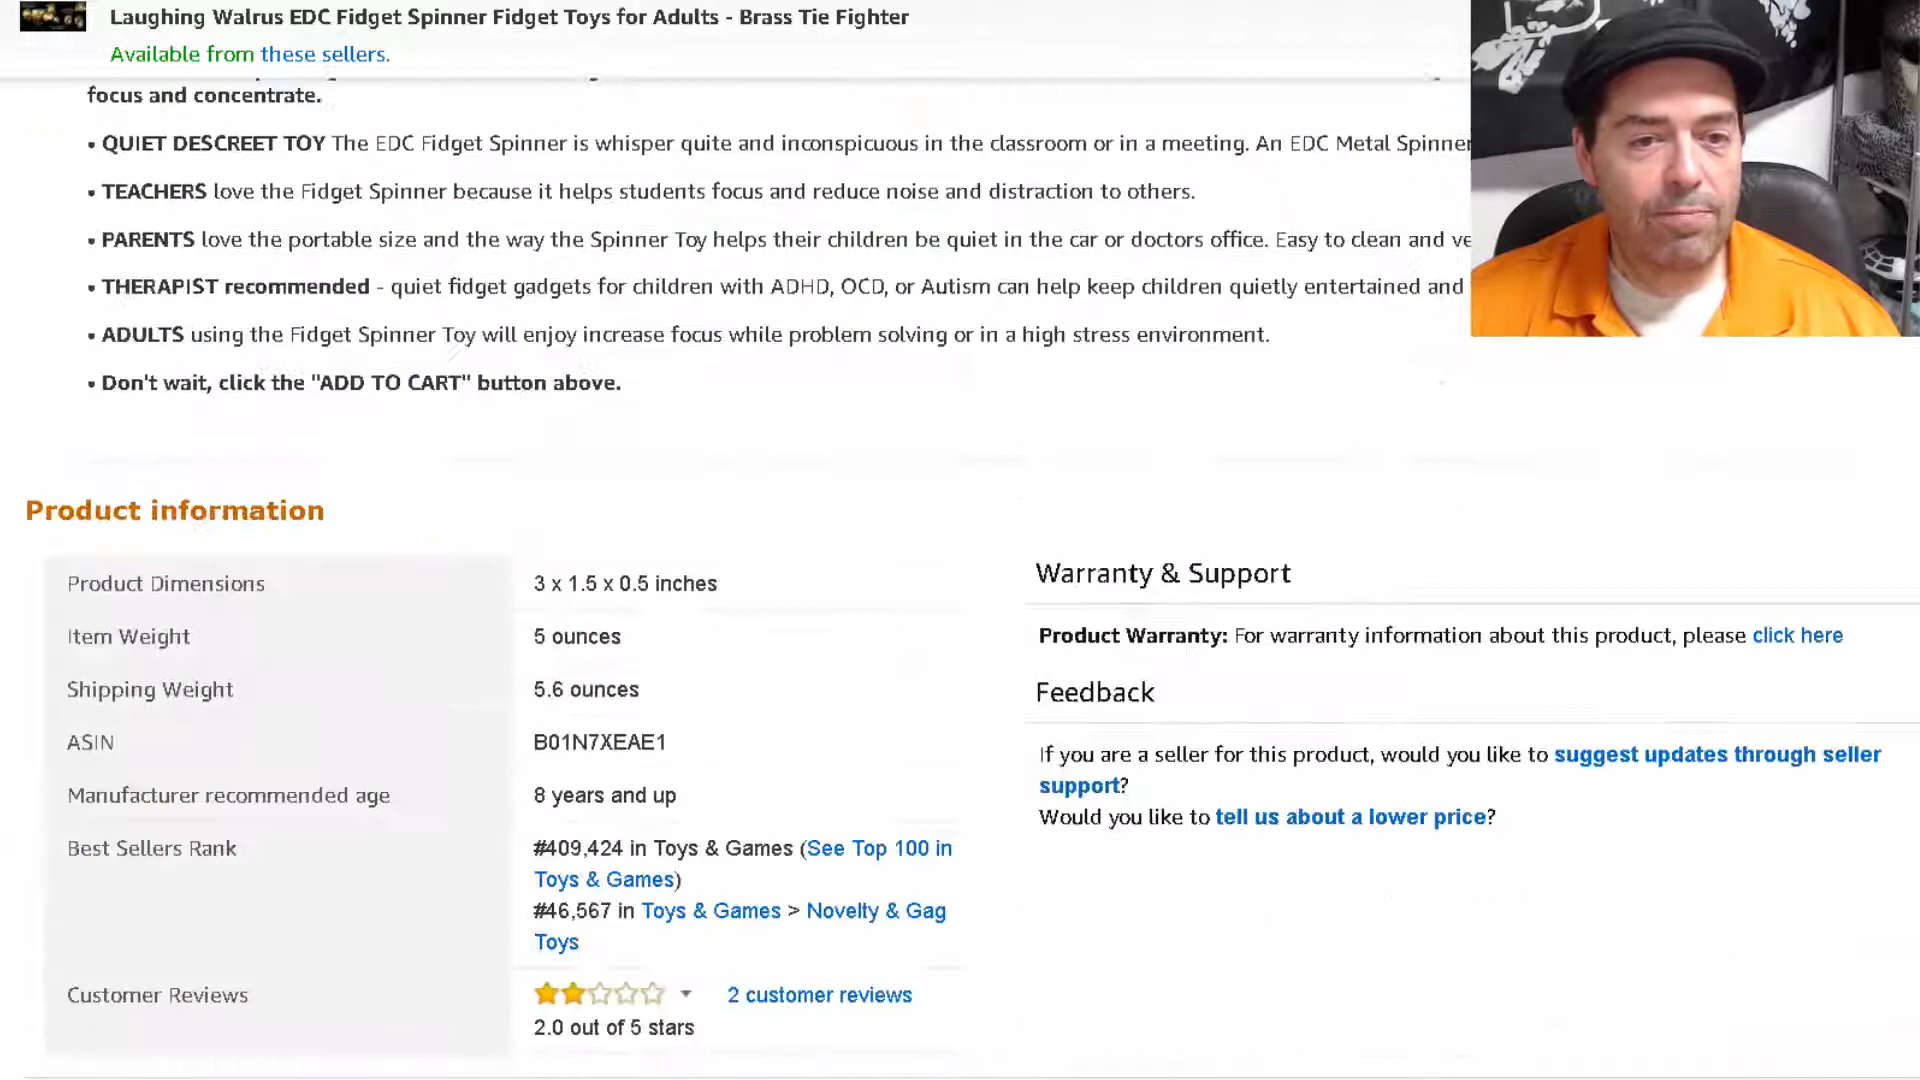 Laughing Walrus EDC Fidget Spinner Fidget Toys for Adults - Brass Tie Fighter
Available from these sellers.
focus and concentrate.
• QUIET DESCREET TOY The EDC Fidget Spinner is whisper quite and inconspicuous in the classroom or in a meeting. An EDC Metal Spinner
• TEACHERS love the Fidget Spinner because it helps students focus and reduce noise and distraction to others.
• PARENTS love the portable size and the way the Spinner Toy helps their children be quiet in the car or doctors office. Easy to clean and ve
• THERAPIST recommended - quiet fidget gadgets for children with ADHD, OCD, or Autism can help keep children quietly entertained and
• ADULTS using the Fidget Spinner Toy will enjoy increase focus while problem solving or in a high stress environment.
• Don't wait, click the "ADD TO CART" button above.
Product information
Product Dimensions 3 x 1.5 x 0.5 inches
Item Weight 5 ounces
Shipping Weight 5.6 ounces
ASIN B01N7XEAE1
Manufacturer recommended age 8 years and up
Best Sellers Rank #409,424 in Toys & Games (See Top 100 in
Toys & Games)
#46,567 in Toys & Games > Novelty & Gag
Toys
Customer Reviews 2 customer reviews
2.0 out of 5 stars
Warranty & Support
Product Warranty: For warranty information about this product, please click here
Feedback
If you are a seller for this product, would you like to suggest updates through seller
support?
Would you like to tell us about a lower price?